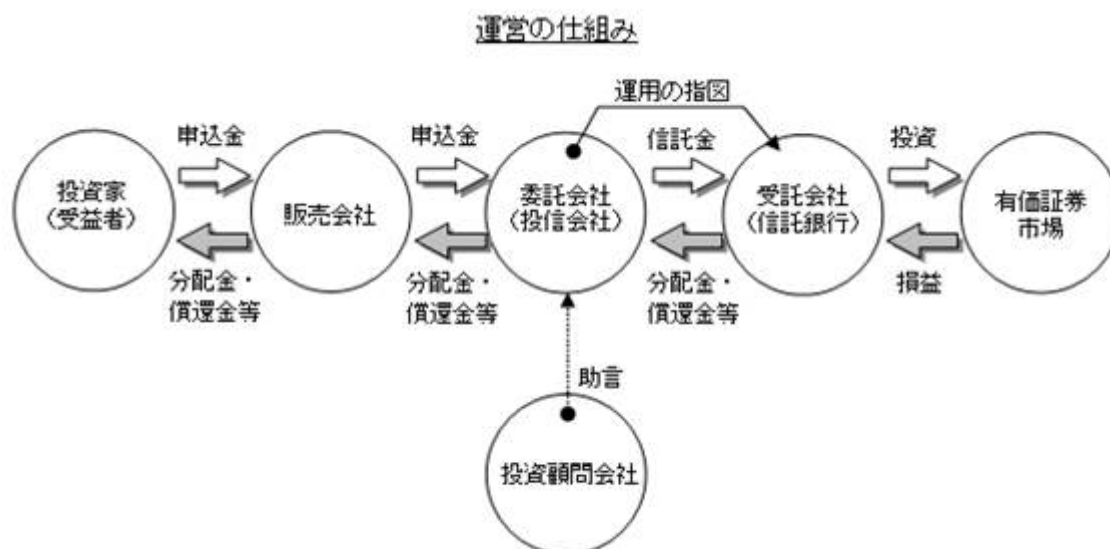 運営の仕組み
運用の指図
申込金
申込金
信託金
投資
投資家
(受益者)
販売会社
委託会社
(投信会社)
受託会社
(信託銀行)
有価証券
市場
分配金・
償還金等
分配金・
償還金等
分配金・
償還金等
損益
助言
投資顧問会社